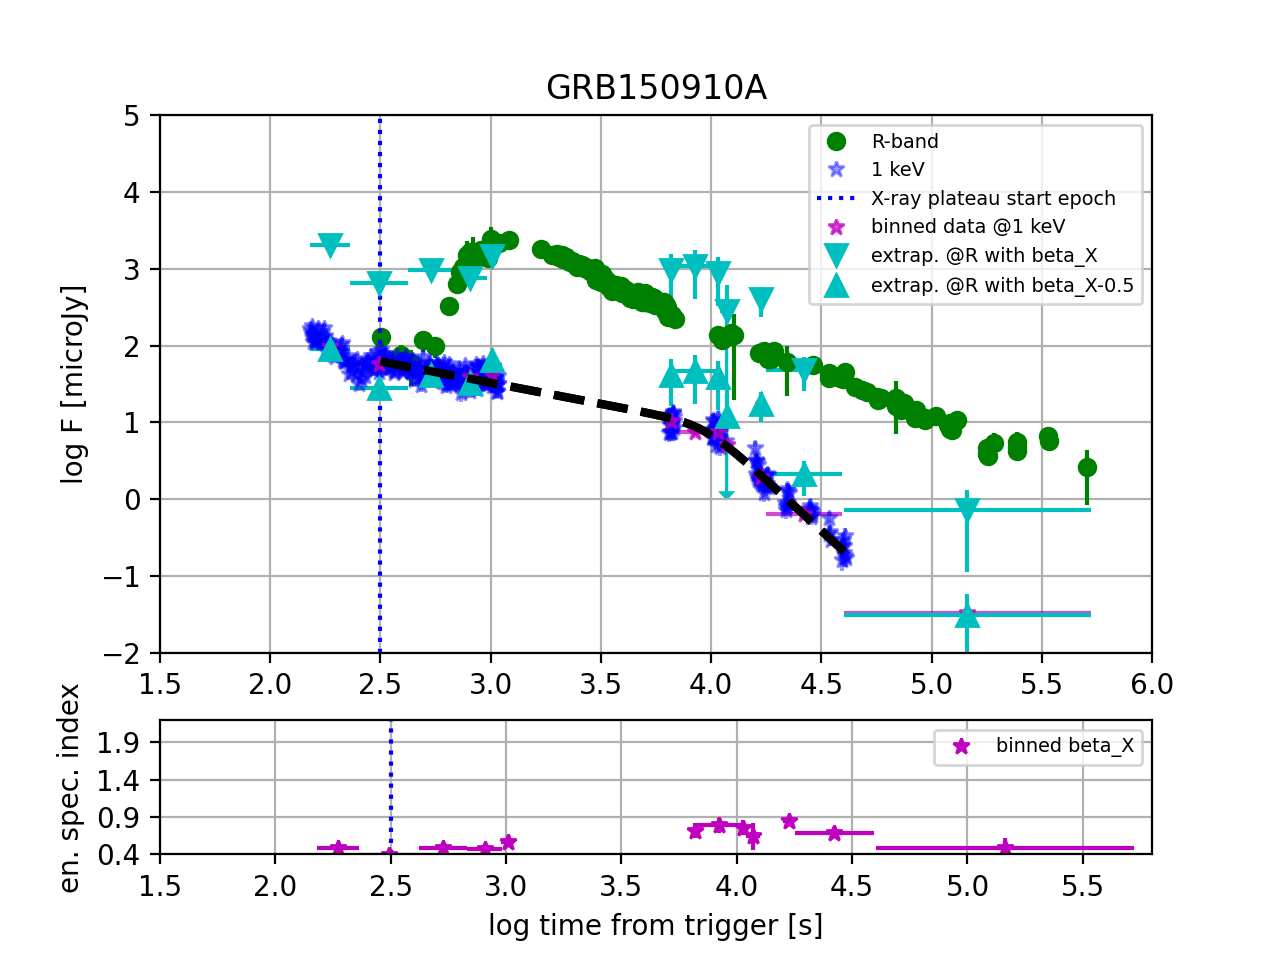 GRB150910A
5
4
3
2
1
0
−1
−2
log F [microJy]
R-band
1 keV
X-ray plateau start epoch
binned data @1 keV
extrap. @R with beta_X
extrap. @R with beta_X-0.5
1.5 2.0 2.5 3.0 3.5 4.0 4.5 5.0 5.5 6.0
1.9
1.4
0.9
0.4
en. spec. index
binned beta_X
1.5 2.0 2.5 3.0 3.5 4.0 4.5 5.0 5.5
log time from trigger [s]